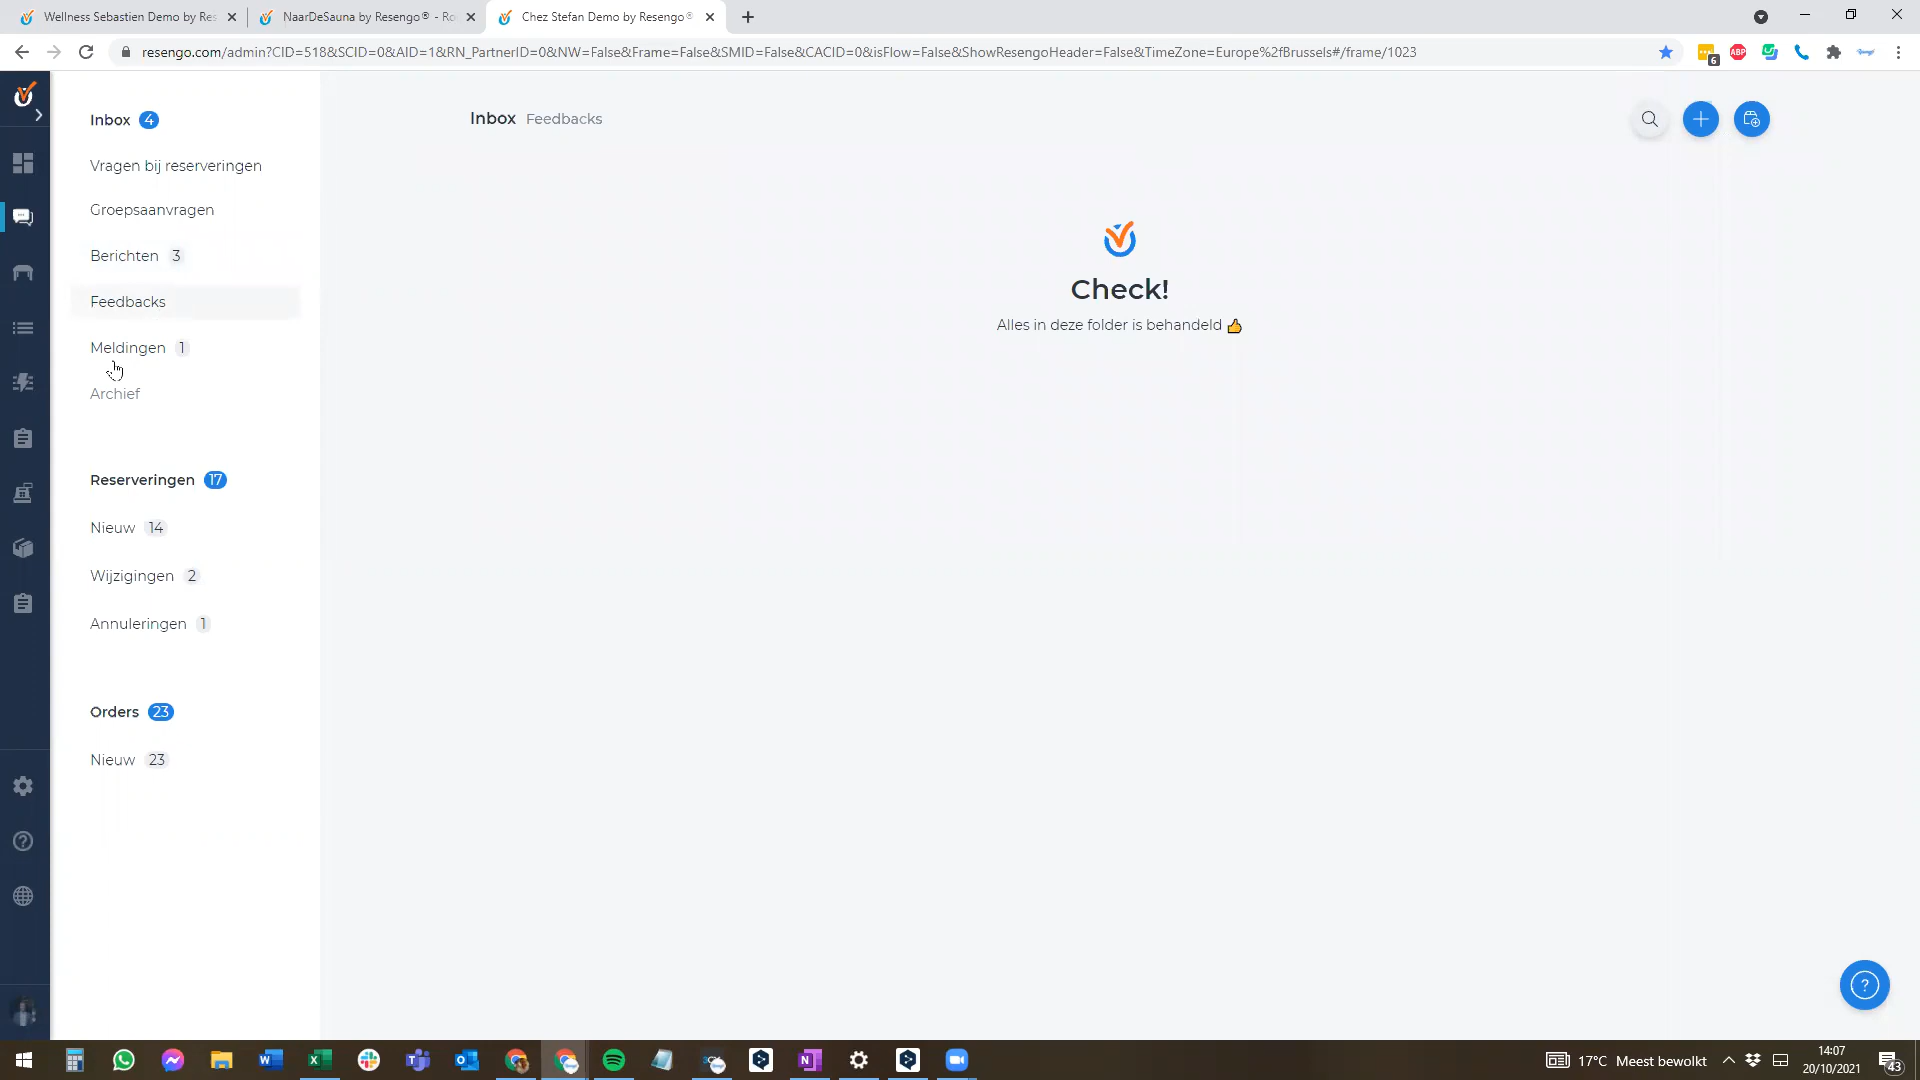 Wellness Sebastien Demo by Res
NaarDeSauna by Resengo® - Ro
Chez Stefan Demo by Resengo®
resengo.com/admin?CID=518&SCID=0&AID=1&RN_PartnerID=0&NW=False&Frame=False&SMID=False&CACID=0&isFlow=False&ShowResengoHeader=False&TimeZone=Europe%2fBrussels#/frame/1023
6
ABP
Inbox 4
Vragen bij reserveringen
Groepsaanvragen
Berichten 3
Feedbacks
Meldingen 1
Archief
Reserveringen 17
Nieuw 14
Wijzigingen 2
Annuleringen 1
Orders 23
Nieuw 23
Inbox Feedbacks
Check!
Alles in deze folder is behandeld 👍
17°C Meest bewolkt
14:07
20/10/2021
43